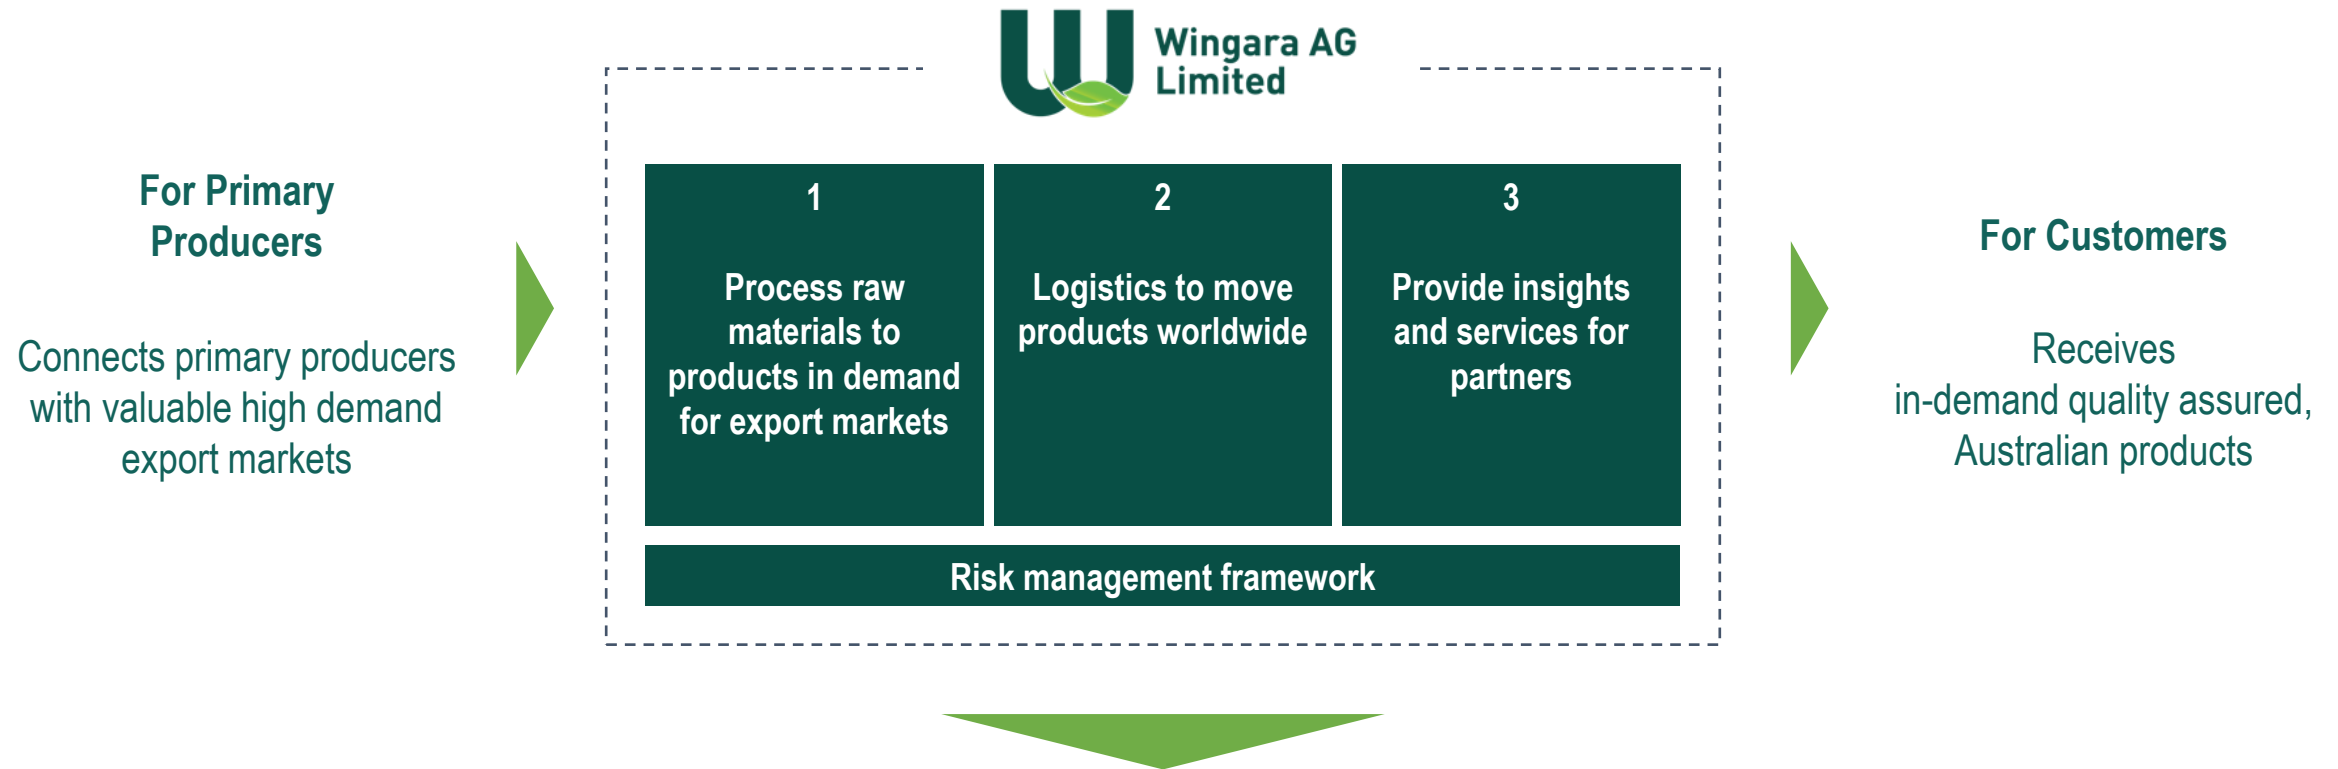 Wingara AG
Limited
For Primary
Producers
Connects primary producers
with valuable high demand
export markets
1
Process raw
materials to
products in demand
for export markets
2
Logistics to move
products worldwide
3
Provide insights
and services for
partners
Risk management framework
For Customers
Receives
in-demand quality assured,
Australian products